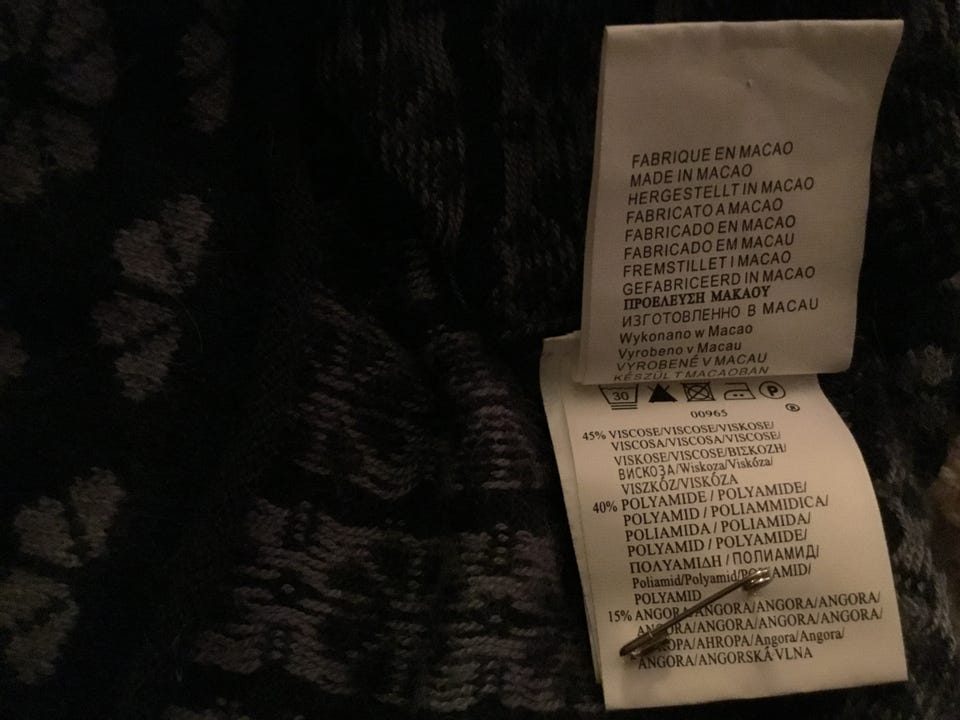 FABRIQUE EN MACAO
MADE IN MACAO
HERGESTELLT IN MACAO
FABRICATO A MACAO
FABRICADO EN MACAO
FABRICADO EM MACAU
FREMSTILLET I MACAO
GEFABRICEERD IN MACAO
ΠΡΟΕΛΕΥΣΗ ΜΑΚΑΟΥ
ИЗГОТОВЛЕННО В МАСАU
Wykonano w Macao
Vyrobeno v Macau
VYROBENÉ V MACAU
KÉSZÜLT MACAOBAN
30 P
00965 ®
45% VISCOSE/VISCOSE/VISKOSE/
VISCOSA/VISCOSA/VISCOSE/
VISKOSE/VISCOSE/ΒΙΣΚΟΖΗ/
ВИСКОЗА/Wiskoza/Viskóza/
VISZKÓZ/VISKÓZA
40% POLYAMIDE / POLYAMIDE/
POLYAMID / POLIAMMIDICA/
POLIAMIDA / POLIAMIDA/
POLYAMID / POLYAMIDE/
ΠΟΛΥΑΜΙΔΗ / ПОЛИАМИД/
Poliamid/Polyamid/POLYAMID/
POLYAMID
15% ANGORA/ANGORA/ANGORA/ANGORA/
ANGORA/ANGORA/ANGORA/ANGORA/
/АНГОРА/Angora/Angora/
ANGORA/ANGORSKÁ VLNA